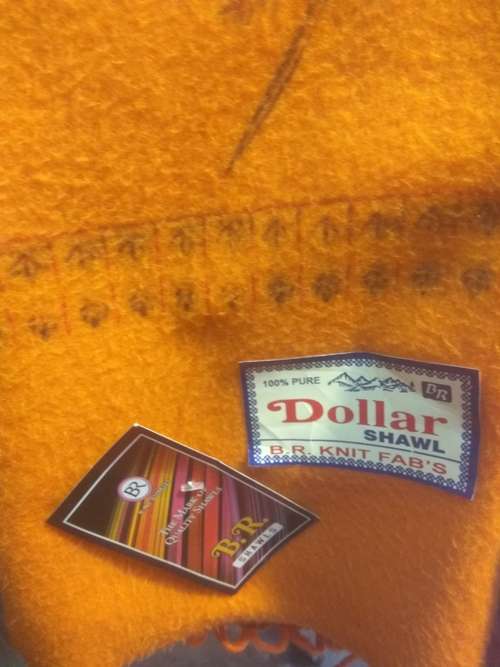 100% PURE
BR
Dollar
SHAWL
B.R. KNIT FAB'S
BR
THE MARK OF
QUALITY SHAWLS
B.R.
SHAWLS